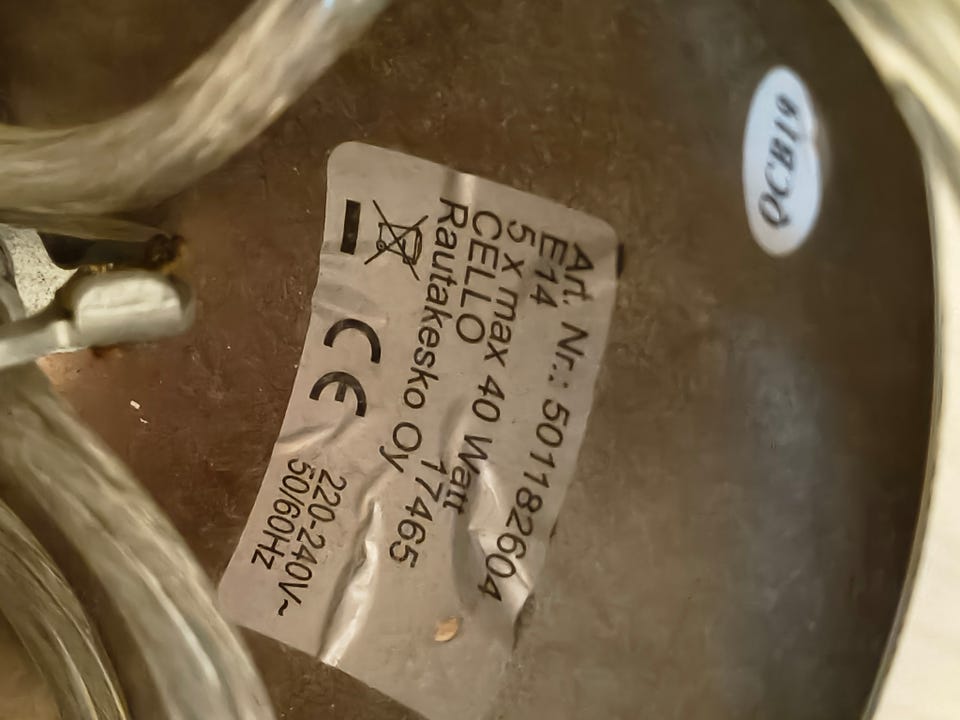 Art. Nr.: 501182604
E14
5 x max 40 Watt
CELLO
Rautakesko Oy 17465
CE
220-240V~
50/60Hz
QCB19